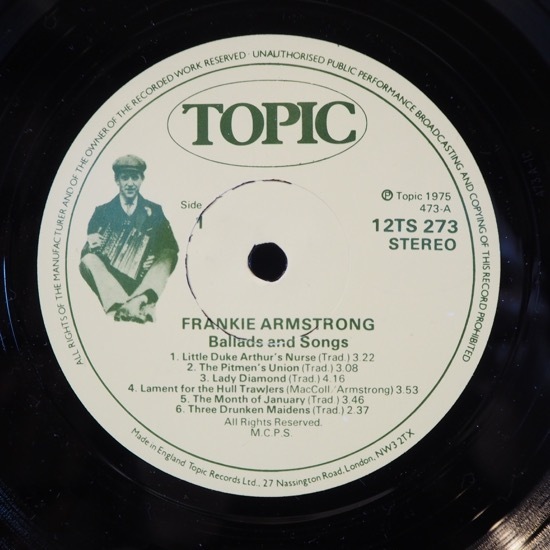 ALL RIGHTS OF THE MANUFACTURER AND OF THE OWNER OF THE RECORDED WORK RESERVED · UNAUTHORISED PUBLIC PERFORMANCE BROADCASTING AND COPYING OF THIS RECORD PROHIBITED
TOPIC
Side
1
Ⓟ Topic 1975
473-A
12TS 273
STEREO
FRANKIE ARMSTRONG
Ballads and Songs
1. Little Duke Arthur's Nurse (Trad.) 3.22
2. The Pitmen's Union (Trad.) 3.08
3. Lady Diamond (Trad.) 4.16
4. Lament for the Hull Trawlers (MacColl/Armstrong) 3.53
5. The Month of January (Trad.) 3.46
6. Three Drunken Maidens (Trad.) 2.37
All Rights Reserved.
M.C.P.S.
Made in England Topic Records Ltd., 27 Nassington Road, London, NW3 2TX